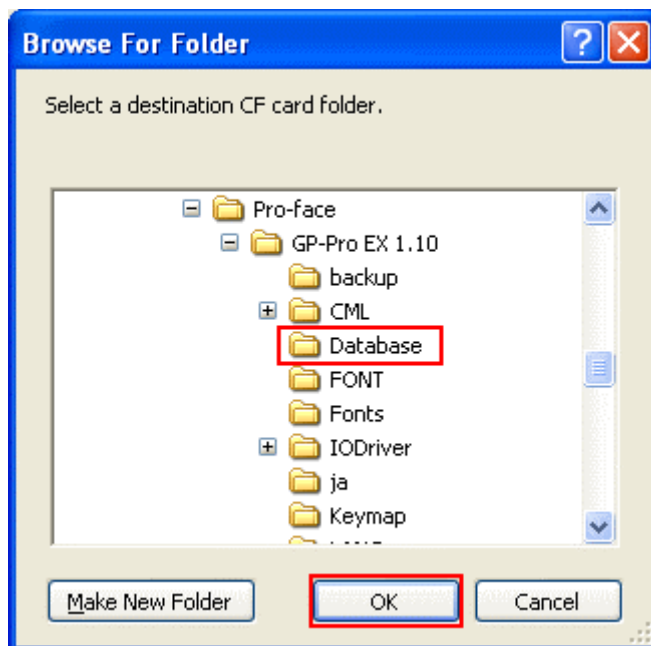 Browse For Folder
Select a destination CF card folder.
Pro-face
GP-Pro EX 1.10
backup
CML
Database
FONT
Fonts
IODriver
ja
Keymap
Make New Folder
OK
Cancel